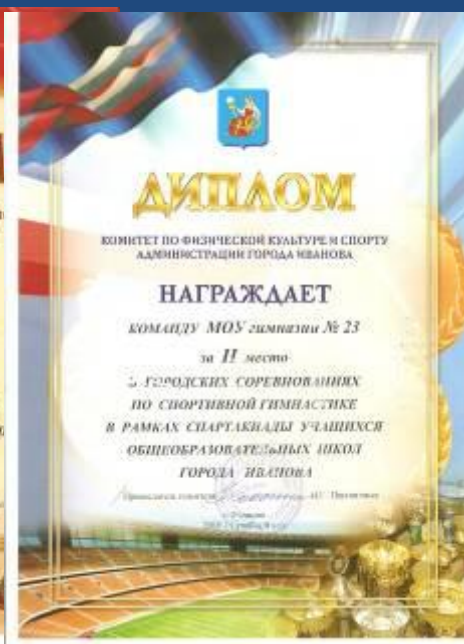 ДИПЛОМ
КОМИТЕТ ПО ФИЗИЧЕСКОЙ КУЛЬТУРЕ И СПОРТУ
АДМИНИСТРАЦИИ ГОРОДА ИВАНОВА
НАГРАЖДАЕТ
КОМАНДУ МОУ гимназии № 23
за II место
В ГОРОДСКИХ СОРЕВНОВАНИЯХ
ПО СПОРТИВНОЙ ГИМНАСТИКЕ
В РАМКАХ СПАРТАКИАДЫ УЧАЩИХСЯ
ОБЩЕОБРАЗОВАТЕЛЬНЫХ ШКОЛ
ГОРОДА ИВАНОВА